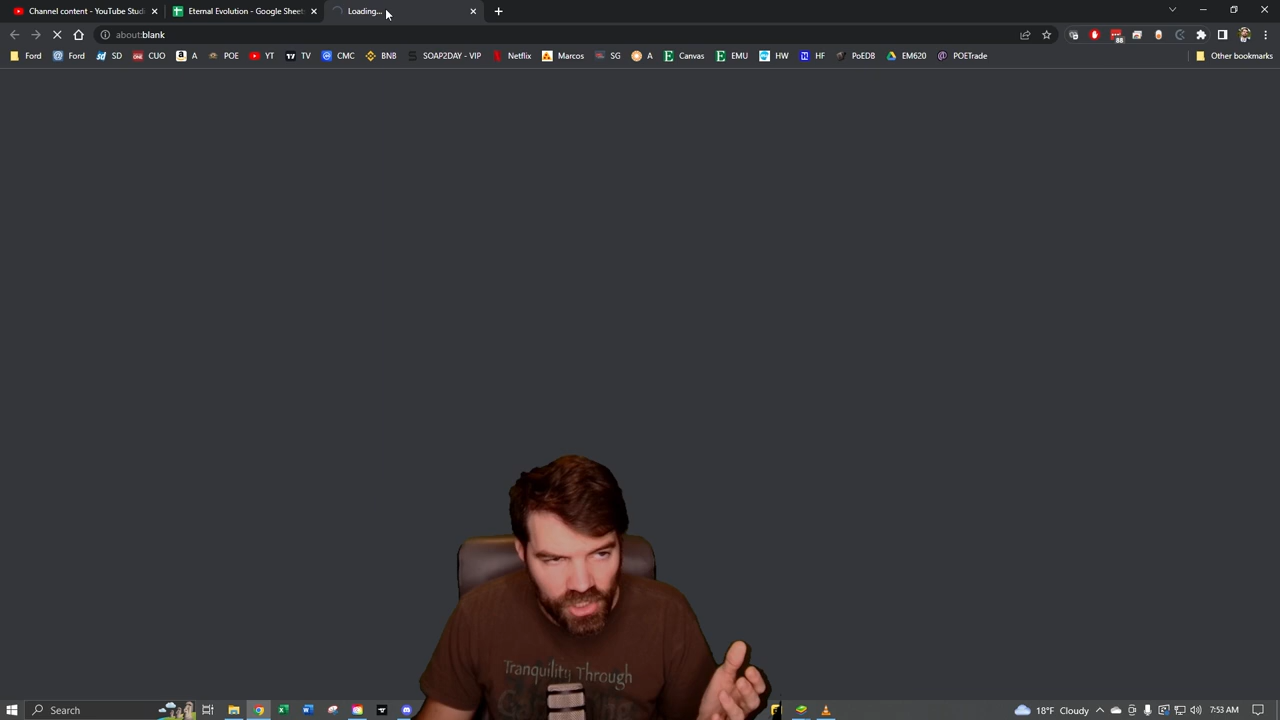 Channel content - YouTube Stud
Eternal Evolution - Google Sheet
Loading...
about:blank
Ford
Ford
SD
CUO
A
POE
YT
TV
CMC
BNB
SOAP2DAY - VIP
Netflix
Marcos
SG
A
Canvas
EMU
HW
HF
PoEDB
EM620
POETrade
Other bookmarks
88
Tranquility Through
Search
18°F Cloudy
7:53 AM